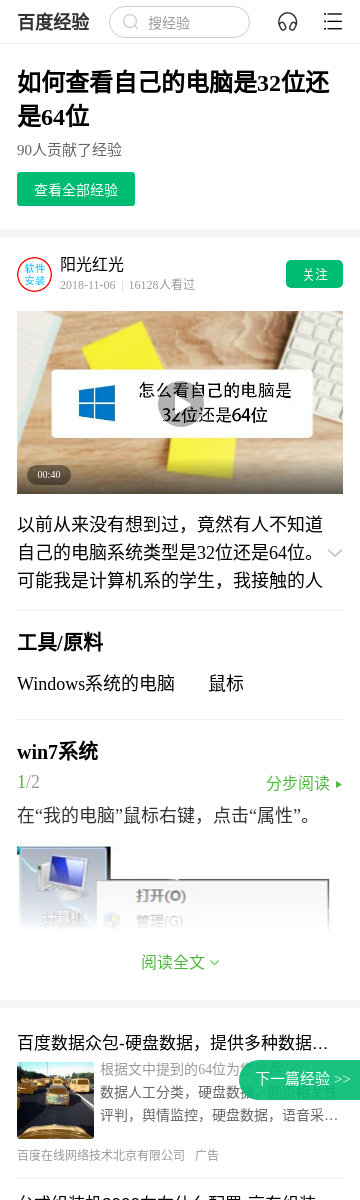 百度经验
搜经验
如何查看自己的电脑是32位还
是64位
90人贡献了经验
查看全部经验
软件
安装
阳光红光
2018-11-06 | 16128人看过
关注
怎么看自己的电脑是
32位还是64位
00:40
以前从来没有想到过，竟然有人不知道
自己的电脑系统类型是32位还是64位。
可能我是计算机系的学生，我接触的人
工具/原料
Windows系统的电脑 鼠标
win7系统
1/2
分步阅读
在“我的电脑”鼠标右键，点击“属性”。
计算机
打开(O)
管理(G)
阅读全文
百度数据众包-硬盘数据，提供多种数据…
根据文中提到的64位为
数据人工分类，硬盘数据，网页相关性
评判，舆情监控，硬盘数据，语音采…
下一篇经验 >>
百度在线网络技术北京有限公司 广告